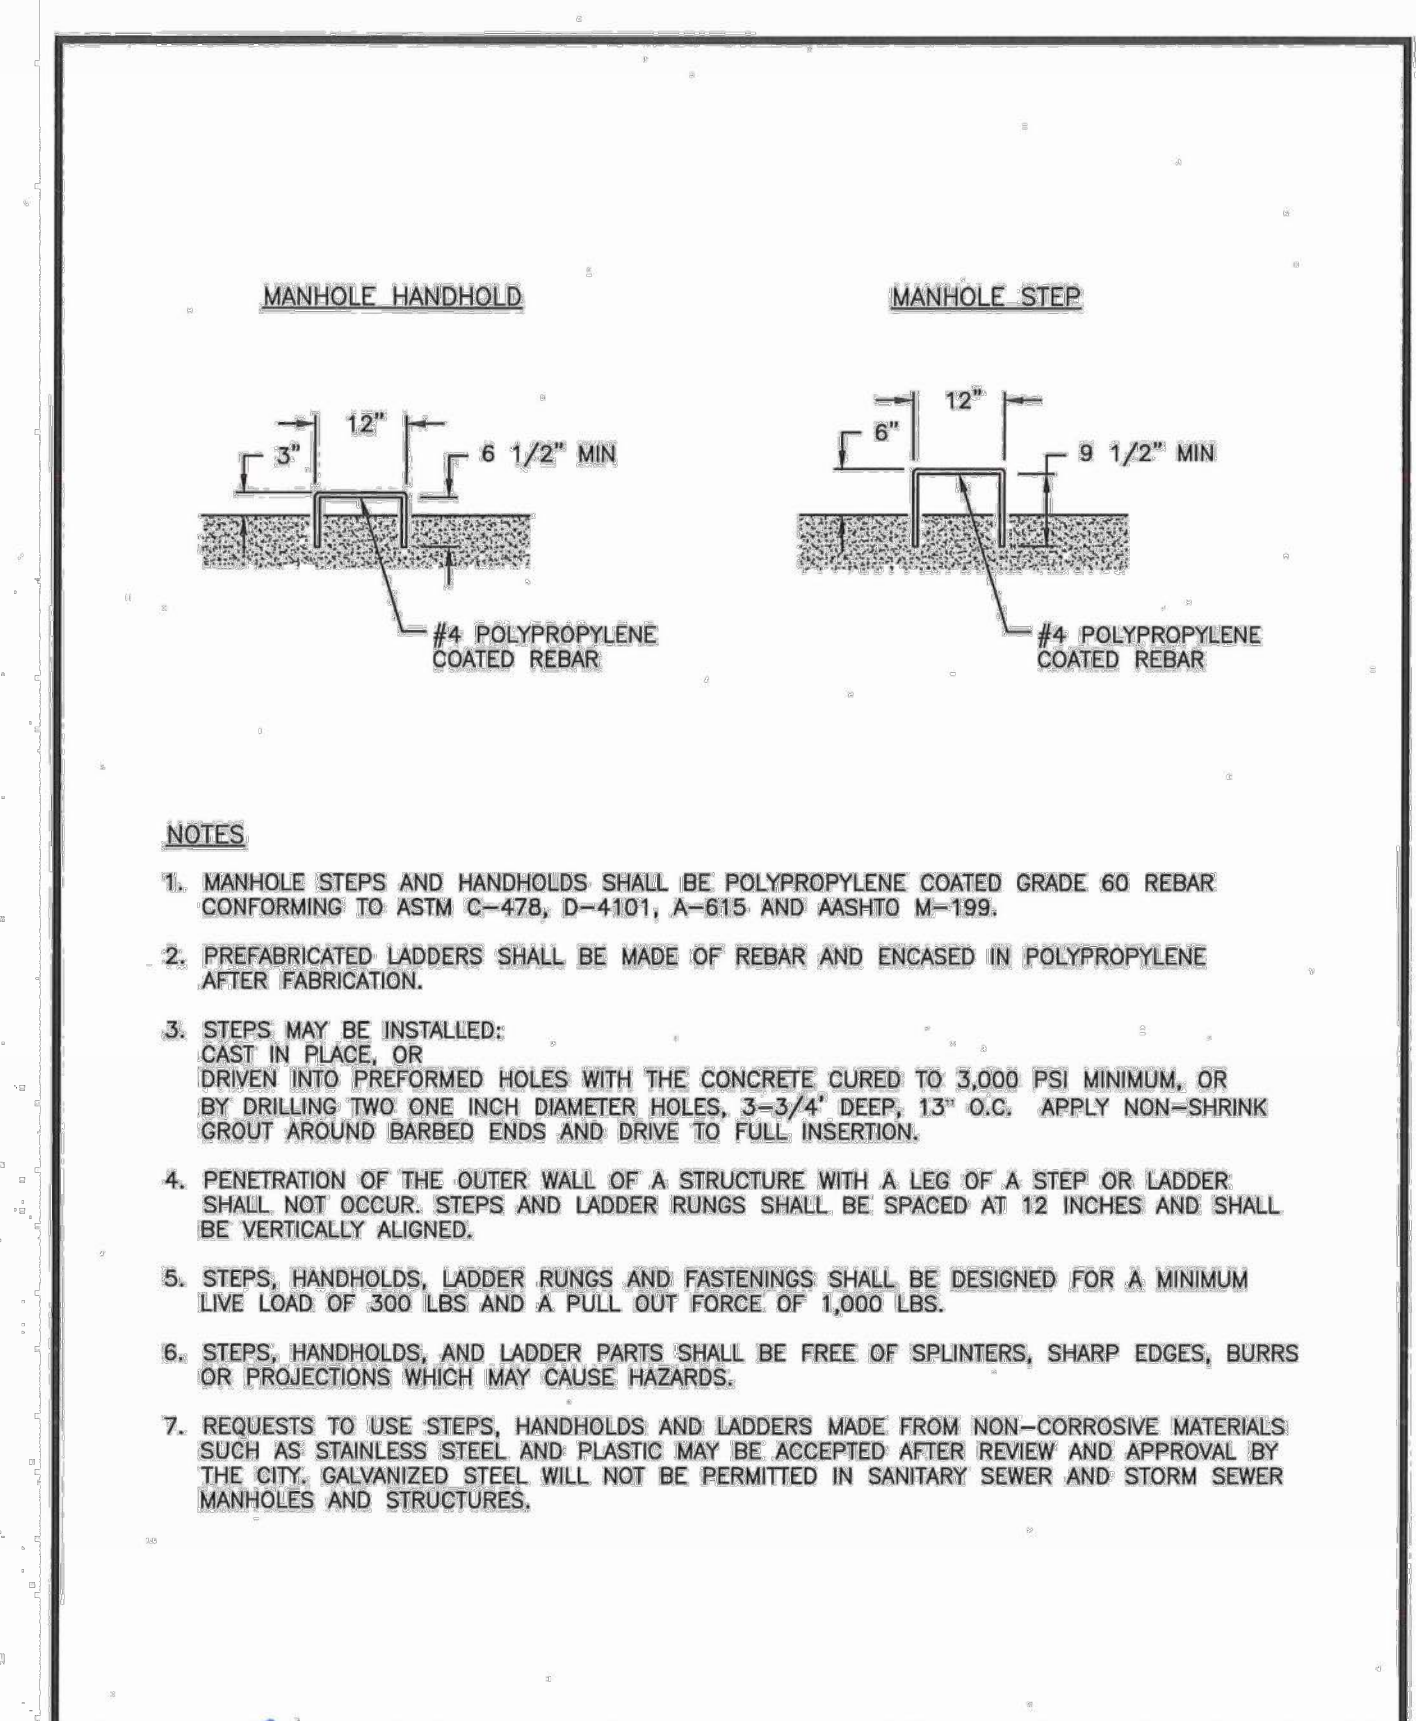 MANHOLE HANDHOLD
12"
3"
6 1/2" MIN
#4 POLYPROPYLENE
COATED REBAR
MANHOLE STEP
12"
6"
9 1/2" MIN
#4 POLYPROPYLENE
COATED REBAR
NOTES
1. MANHOLE STEPS AND HANDHOLDS SHALL BE POLYPROPYLENE COATED GRADE 60 REBAR
CONFORMING TO ASTM C-478, D-4101, A-615 AND AASHTO M-199.
2. PREFABRICATED LADDERS SHALL BE MADE OF REBAR AND ENCASED IN POLYPROPYLENE
AFTER FABRICATION.
3. STEPS MAY BE INSTALLED:
CAST IN PLACE, OR
DRIVEN INTO PREFORMED HOLES WITH THE CONCRETE CURED TO 3,000 PSI MINIMUM, OR
BY DRILLING TWO ONE INCH DIAMETER HOLES, 3-3/4' DEEP, 13" O.C. APPLY NON-SHRINK
GROUT AROUND BARBED ENDS AND DRIVE TO FULL INSERTION.
4. PENETRATION OF THE OUTER WALL OF A STRUCTURE WITH A LEG OF A STEP OR LADDER
SHALL NOT OCCUR. STEPS AND LADDER RUNGS SHALL BE SPACED AT 12 INCHES AND SHALL
BE VERTICALLY ALIGNED.
5. STEPS, HANDHOLDS, LADDER RUNGS AND FASTENINGS SHALL BE DESIGNED FOR A MINIMUM
LIVE LOAD OF 300 LBS AND A PULL OUT FORCE OF 1,000 LBS.
6. STEPS, HANDHOLDS, AND LADDER PARTS SHALL BE FREE OF SPLINTERS, SHARP EDGES, BURRS
OR PROJECTIONS WHICH MAY CAUSE HAZARDS.
7. REQUESTS TO USE STEPS, HANDHOLDS AND LADDERS MADE FROM NON-CORROSIVE MATERIALS
SUCH AS STAINLESS STEEL AND PLASTIC MAY BE ACCEPTED AFTER REVIEW AND APPROVAL BY
THE CITY. GALVANIZED STEEL WILL NOT BE PERMITTED IN SANITARY SEWER AND STORM SEWER
MANHOLES AND STRUCTURES.